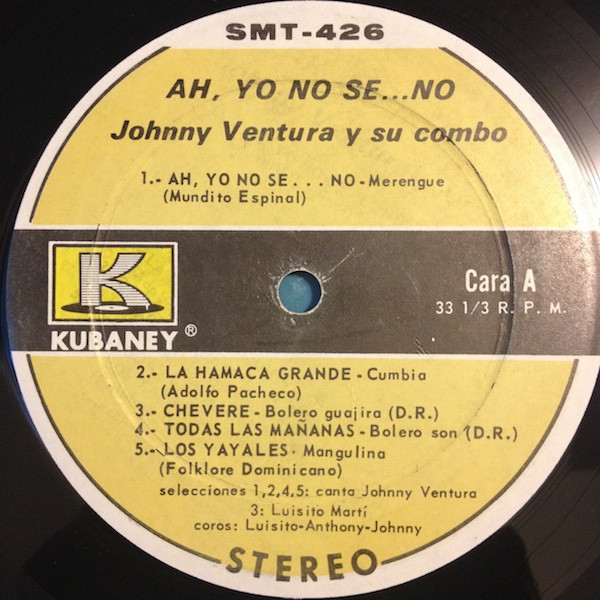 SMT-426
AH, YO NO SE...NO
Johnny Ventura y su combo
1.- AH, YO NO SE... NO-Merengue
(Mundito Espinal)
K
KUBANEY®
Cara A
33 1/3 R. P. M.
2.- LA HAMACA GRANDE - Cumbia
(Adolfo Pacheco)
3.- CHEVERE - Bolero guajira (D.R.)
4.- TODAS LAS MAÑANAS - Bolero son (D.R.)
5.- LOS YAYALES - Mangulina
(Folklore Dominicano)
selecciones 1,2,4,5: canta Johnny Ventura
3: Luisito Martí
coros: Luisito-Anthony-Johnny
STEREO